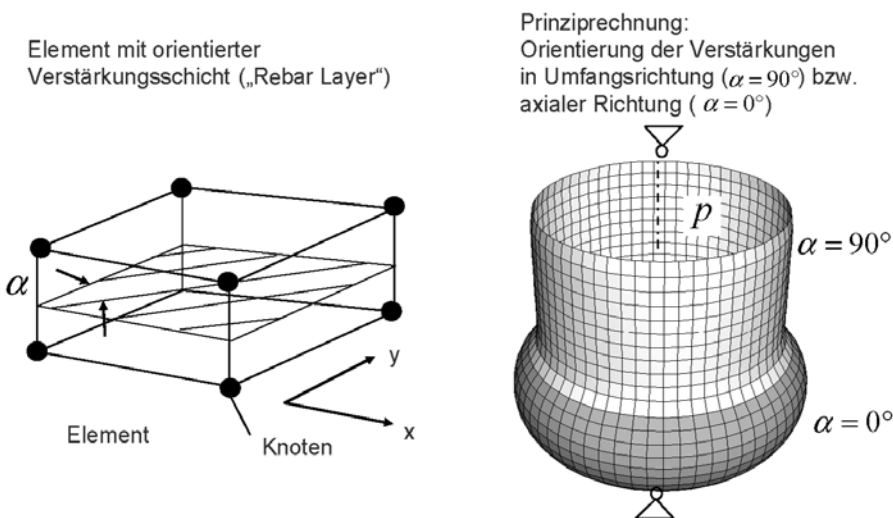 Element mit orientierter
Verstärkungsschicht („Rebar Layer“)
α
y
x
Element
Knoten
Prinziprechnung:
Orientierung der Verstärkungen
in Umfangsrichtung (α = 90°) bzw.
axialer Richtung ( α = 0°)
p
α = 90°
α = 0°